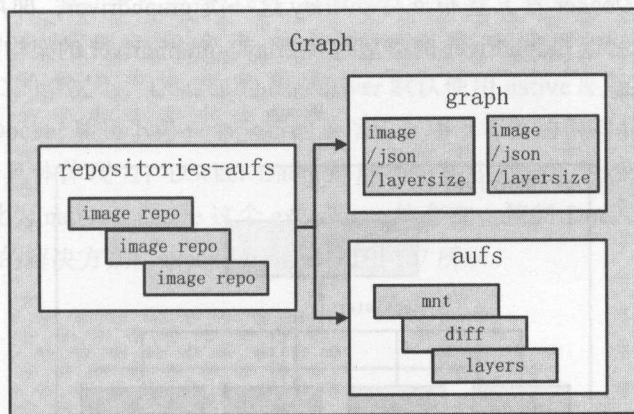 Graph
repositories-aufs
image repo
image repo
image repo
graph
image
/json
/layersize
image
/json
/layersize
aufs
mnt
diff
layers